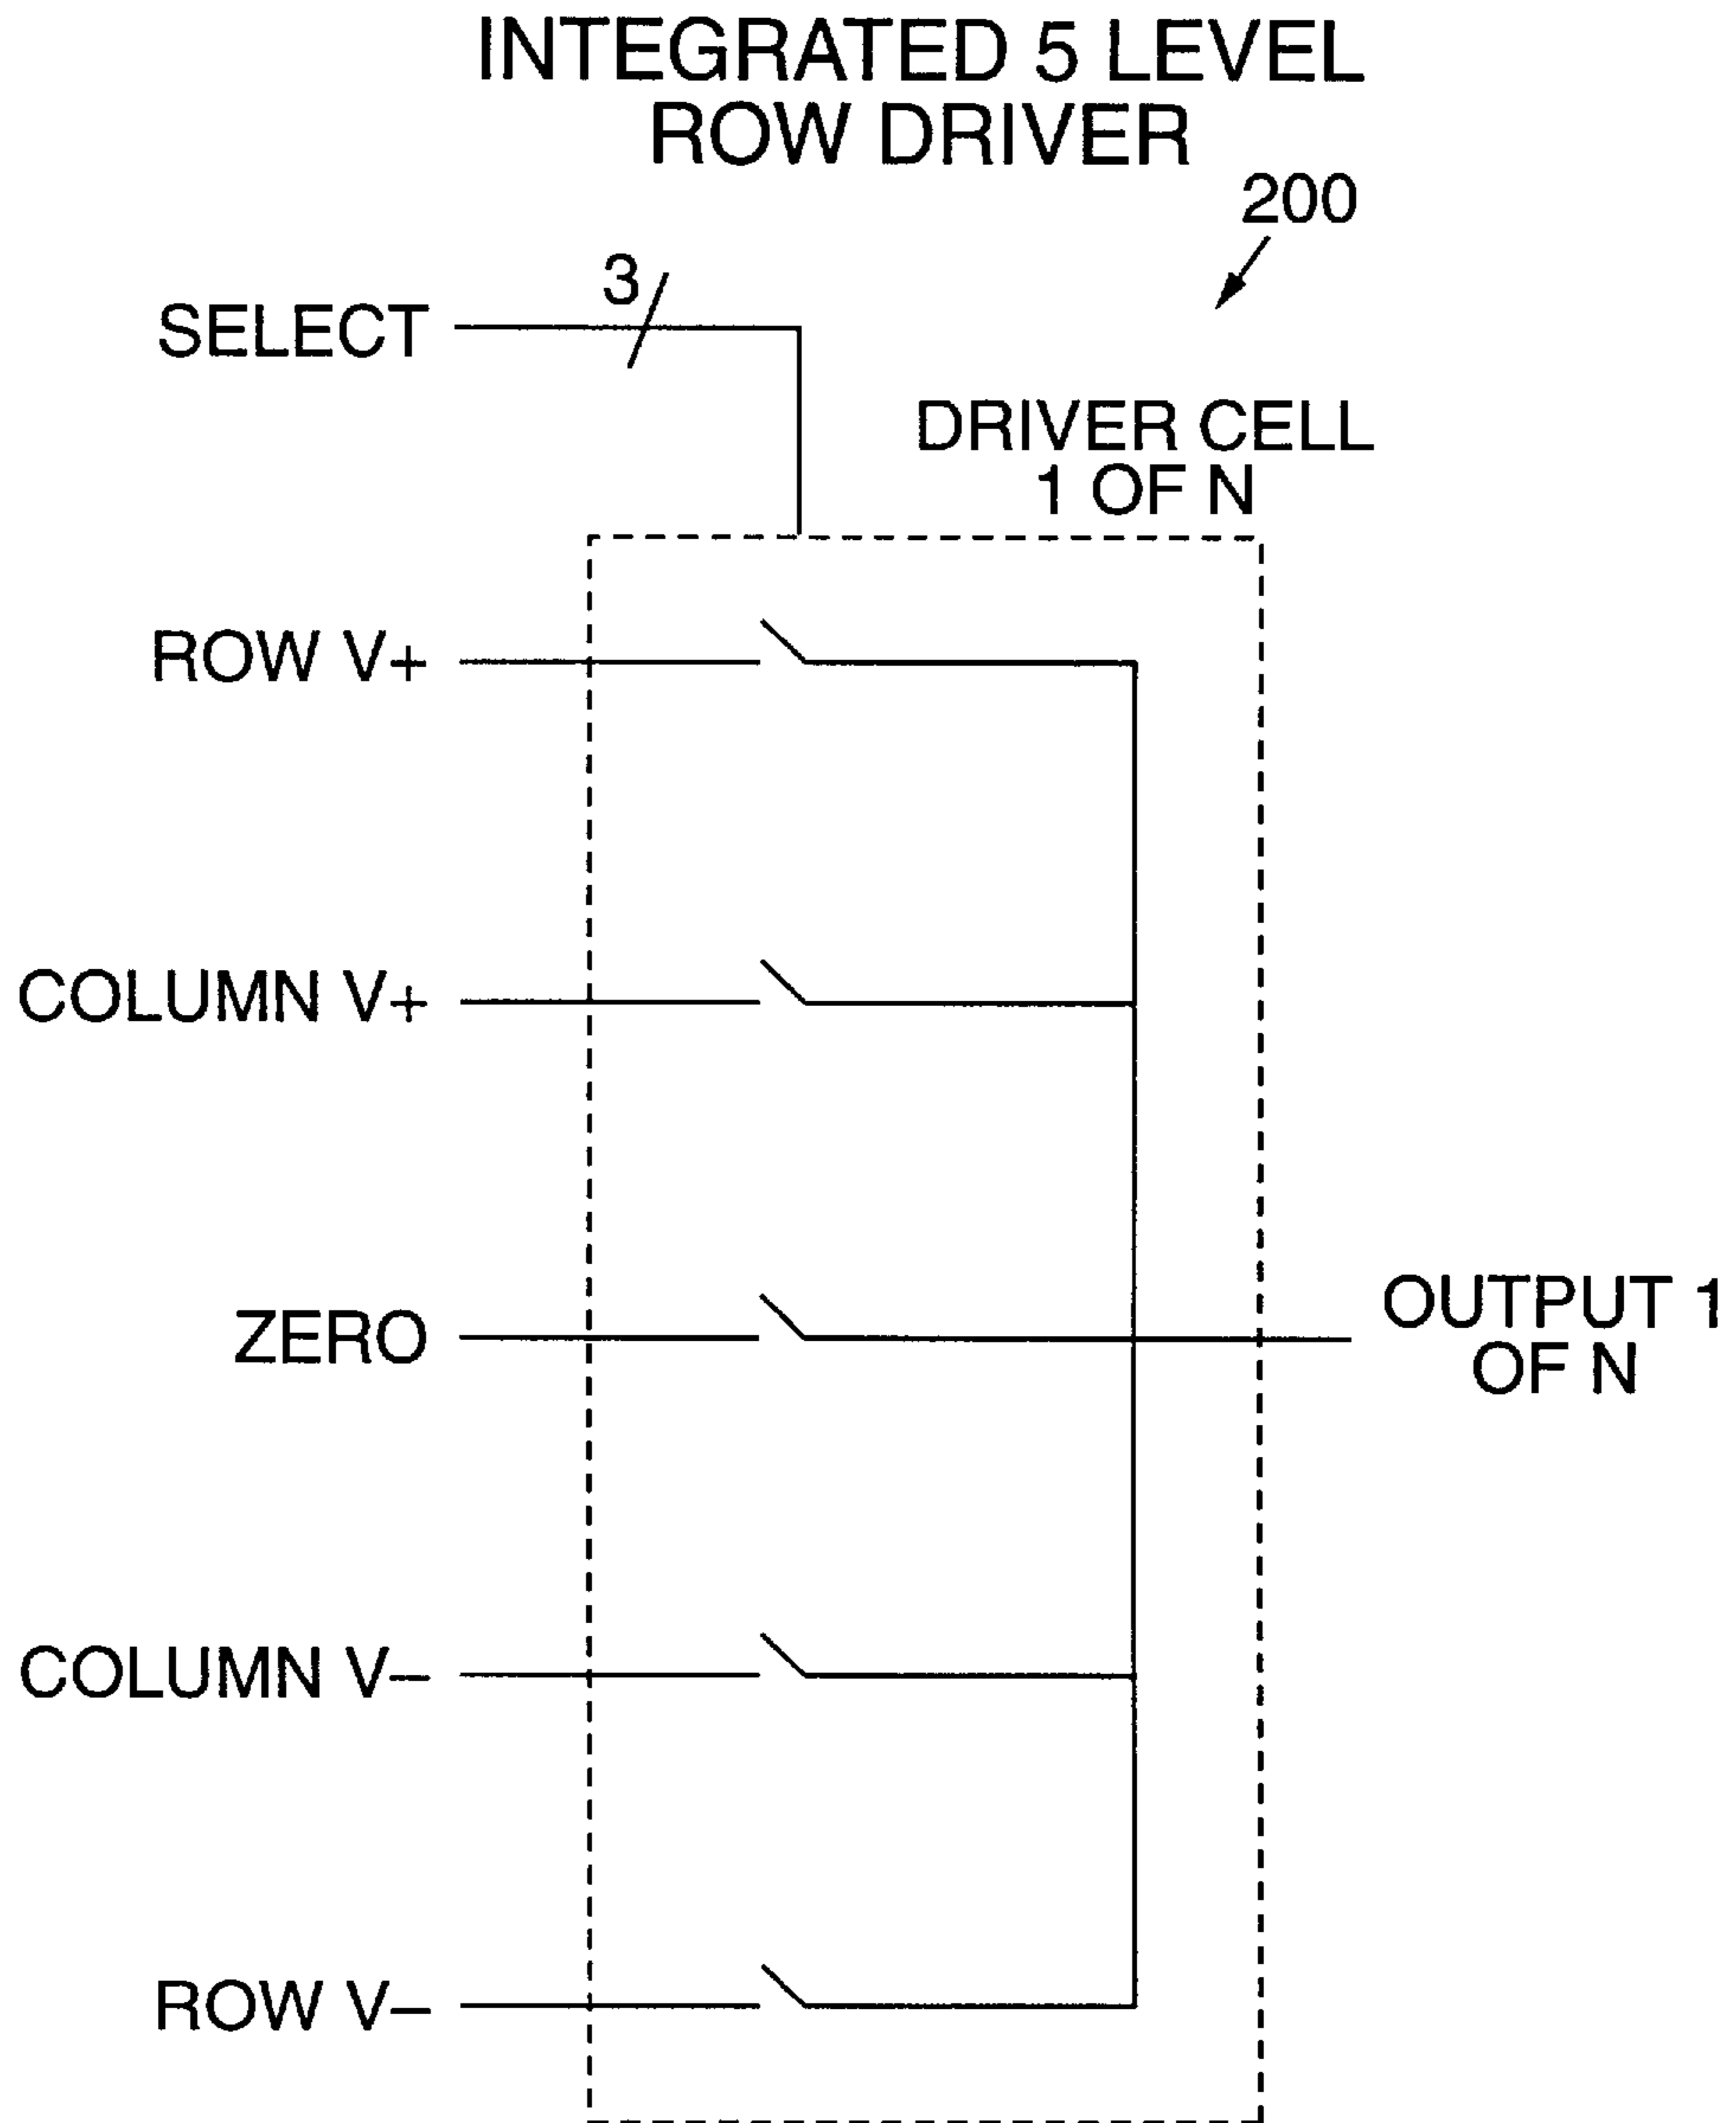 INTEGRATED 5 LEVEL
ROW DRIVER
200
3
SELECT
DRIVER CELL
1 OF N
ROW V+
COLUMN V+
ZERO
OUTPUT 1
OF N
COLUMN V−
ROW V−